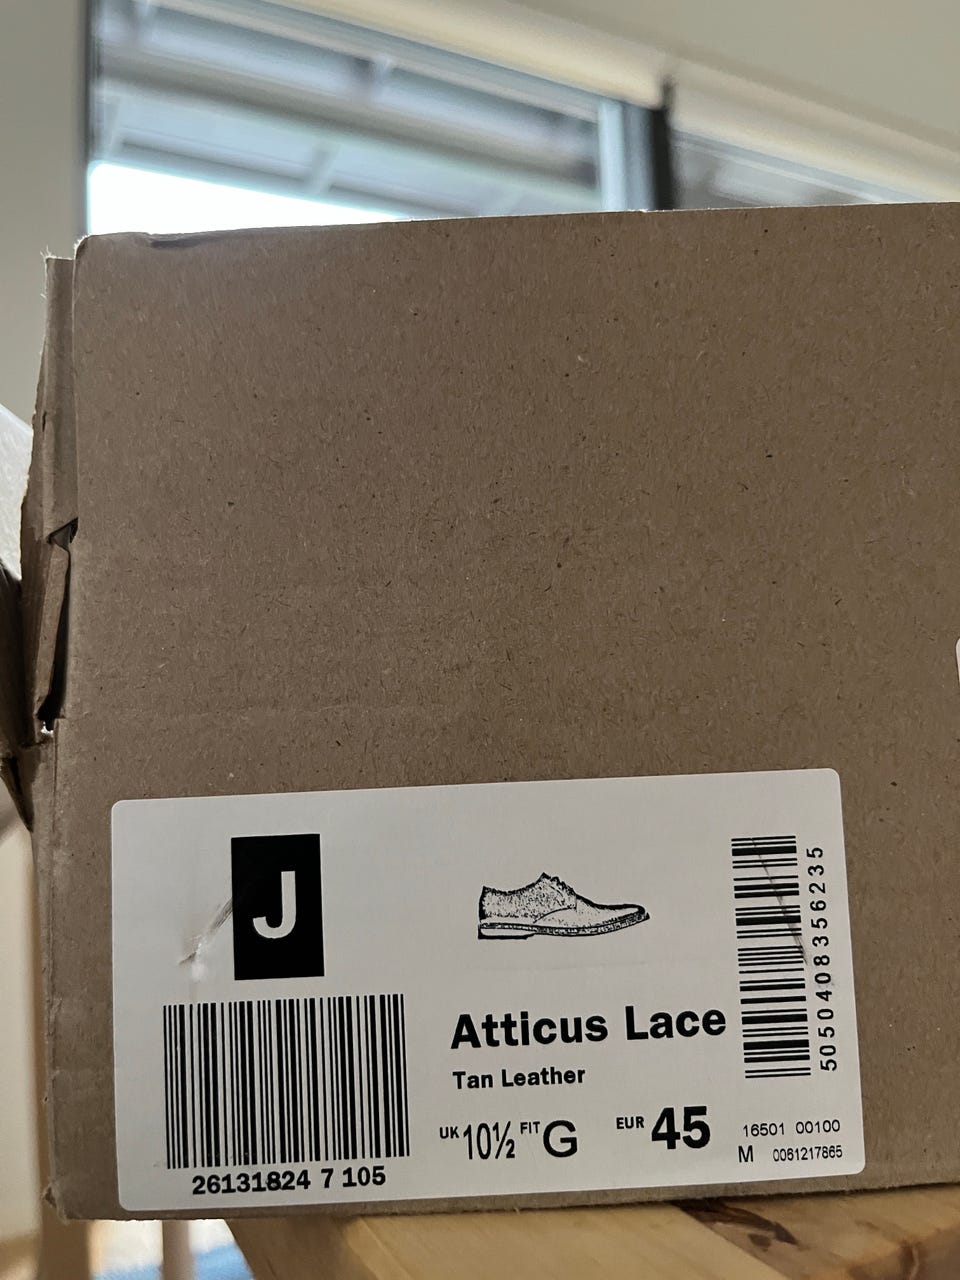 J
26131824 7 105
Atticus Lace
Tan Leather
UK 10½ FIT G EUR 45
5050408356235
16501 00100
M 0061217865